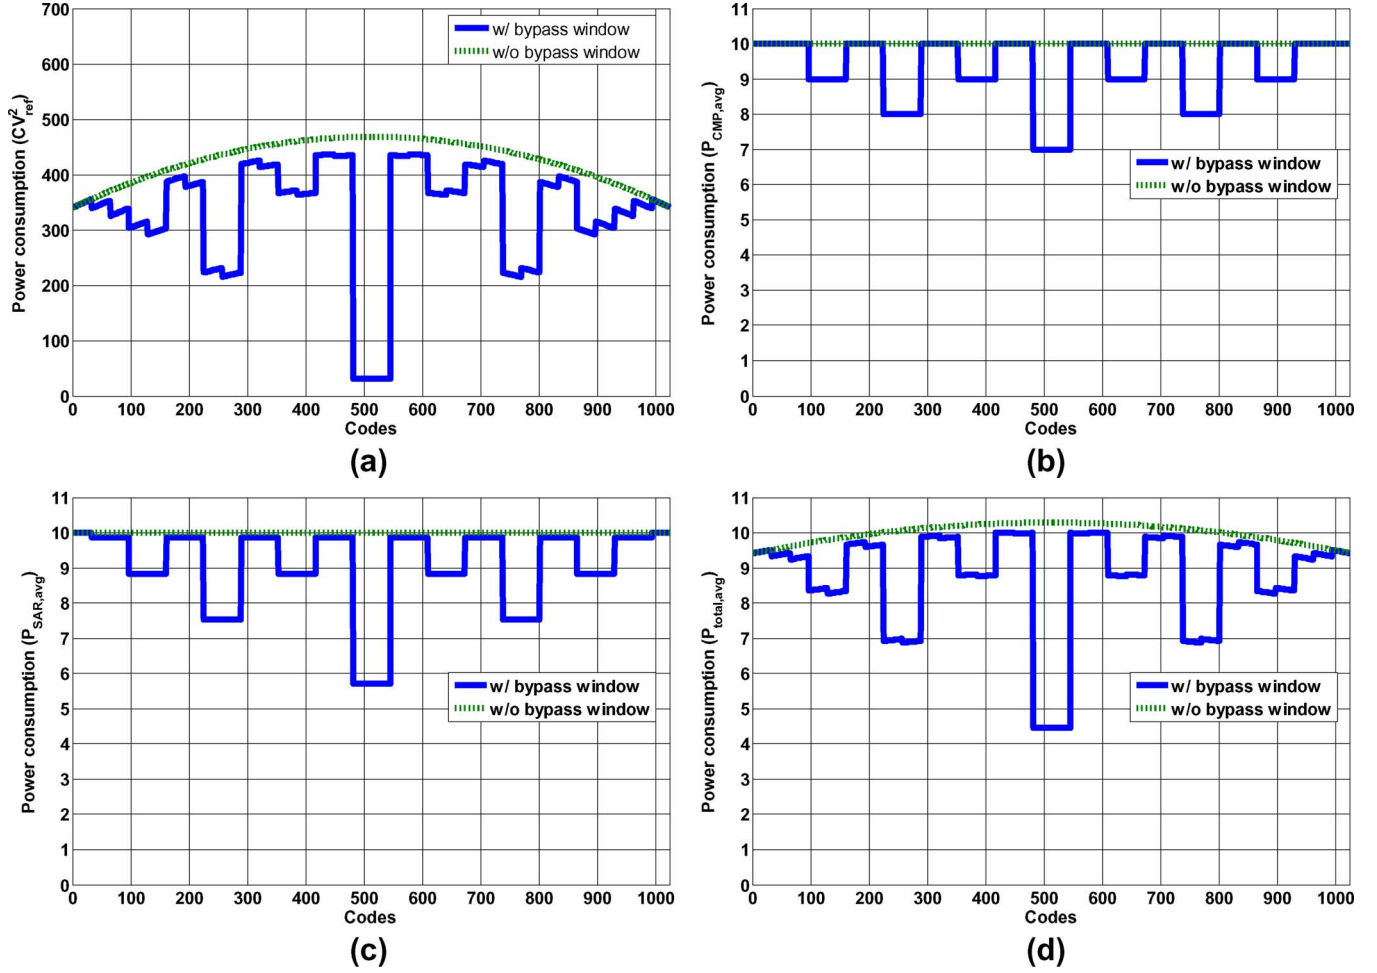 700
600
500
400
300
200
100
0
Power consumption (CV²ref)
w/ bypass window
w/o bypass window
0 100 200 300 400 500 600 700 800 900 1000
Codes
(a)
11
10
9
8
7
6
5
4
3
2
1
0
Power consumption (PCMP,avg)
w/ bypass window
w/o bypass window
0 100 200 300 400 500 600 700 800 900 1000
Codes
(b)
11
10
9
8
7
6
5
4
3
2
1
0
Power consumption (PSAR,avg)
w/ bypass window
w/o bypass window
0 100 200 300 400 500 600 700 800 900 1000
Codes
(c)
11
10
9
8
7
6
5
4
3
2
1
0
Power consumption (Ptotal,avg)
w/ bypass window
w/o bypass window
0 100 200 300 400 500 600 700 800 900 1000
Codes
(d)